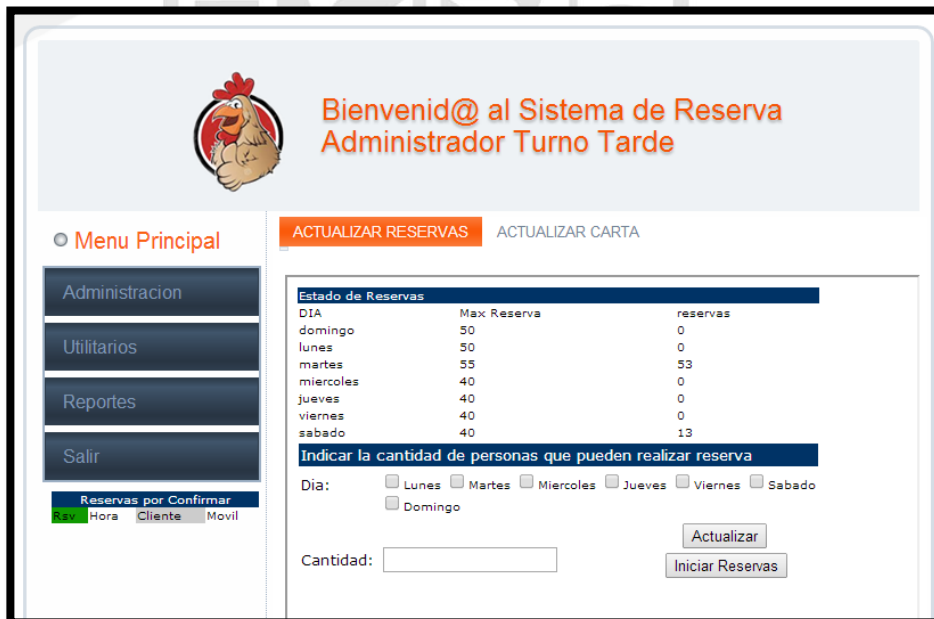 Bienvenid@ al Sistema de Reserva
Administrador Turno Tarde
Menu Principal
Administracion
Utilitarios
Reportes
Salir
Reservas por Confirmar
Rsv Hora Cliente Movil
ACTUALIZAR RESERVAS ACTUALIZAR CARTA
Estado de Reservas
DIA Max Reserva reservas
domingo 50 0
lunes 50 0
martes 55 53
miercoles 40 0
jueves 40 0
viernes 40 0
sabado 40 13
Indicar la cantidad de personas que pueden realizar reserva
Dia: Lunes Martes Miercoles Jueves Viernes Sabado
Domingo
Actualizar
Cantidad:
Iniciar Reservas